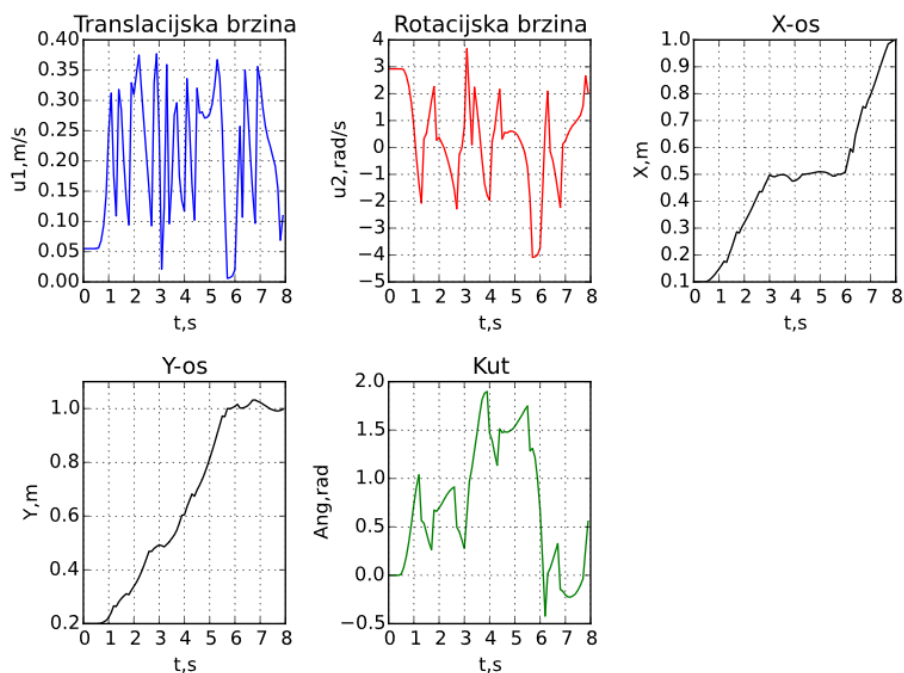 Translacijska brzina
u1,m/s
0.40
0.35
0.30
0.25
0.20
0.15
0.10
0.05
0.00
0 1 2 3 4 5 6 7 8
t,s
Rotacijska brzina
u2,rad/s
4
3
2
1
0
−1
−2
−3
−4
−5
0 1 2 3 4 5 6 7 8
t,s
X-os
X,m
1.0
0.9
0.8
0.7
0.6
0.5
0.4
0.3
0.2
0.1
0 1 2 3 4 5 6 7 8
t,s
Y-os
Y,m
1.0
0.8
0.6
0.4
0.2
0 1 2 3 4 5 6 7 8
t,s
Kut
Ang,rad
2.0
1.5
1.0
0.5
0.0
−0.5
0 1 2 3 4 5 6 7 8
t,s